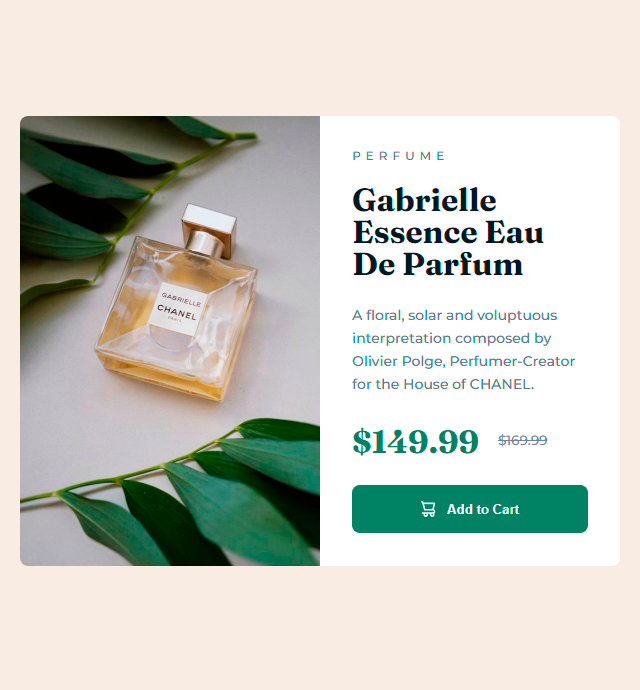 GABRIELLE
CHANEL
PARIS
PERFUME
Gabrielle
Essence Eau
De Parfum
A floral, solar and voluptuous
interpretation composed by
Olivier Polge, Perfumer-Creator
for the House of CHANEL.
$149.99 $169.99
Add to Cart